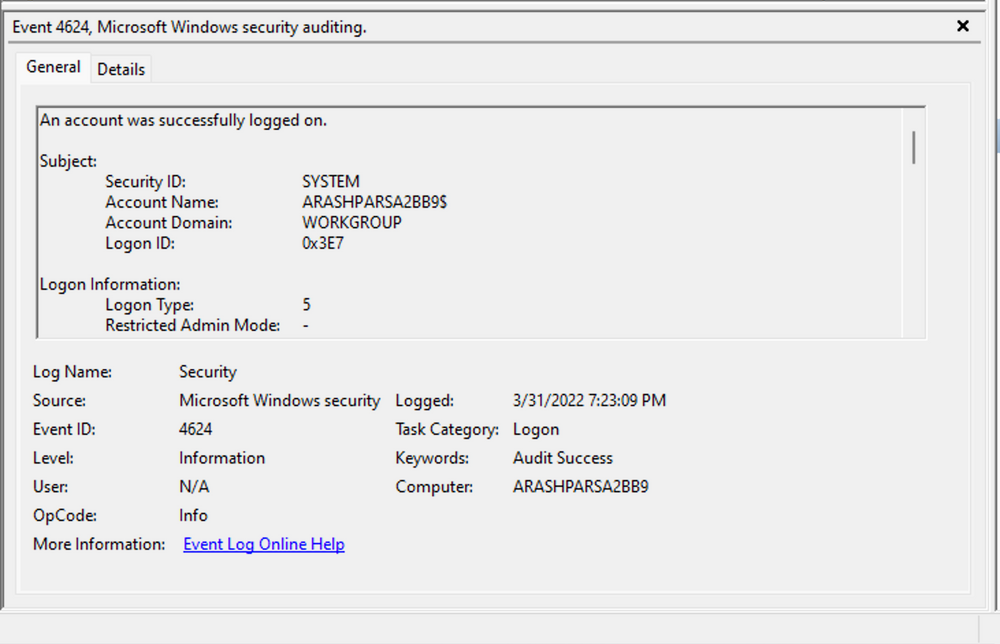 Event 4624, Microsoft Windows security auditing.
General Details
An account was successfully logged on.
Subject:
Security ID: SYSTEM
Account Name: ARASHPARSA2BB9$
Account Domain: WORKGROUP
Logon ID: 0x3E7
Logon Information:
Logon Type: 5
Restricted Admin Mode: -
Log Name: Security
Source: Microsoft Windows security Logged: 3/31/2022 7:23:09 PM
Event ID: 4624 Task Category: Logon
Level: Information Keywords: Audit Success
User: N/A Computer: ARASHPARSA2BB9
OpCode: Info
More Information: Event Log Online Help